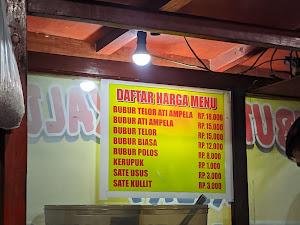 DAFTAR HARGA MENU
BUBUR TELOR ATI AMPELA RP. 18.000
BUBUR ATI AMPELA RP. 15.000
BUBUR TELOR RP. 15.000
BUBUR BIASA RP. 12.000
BUBUR POLOS RP. 8.000
KERUPUK RP. 1.000
SATE USUS RP. 3.000
SATE KULLIT RP. 3.000